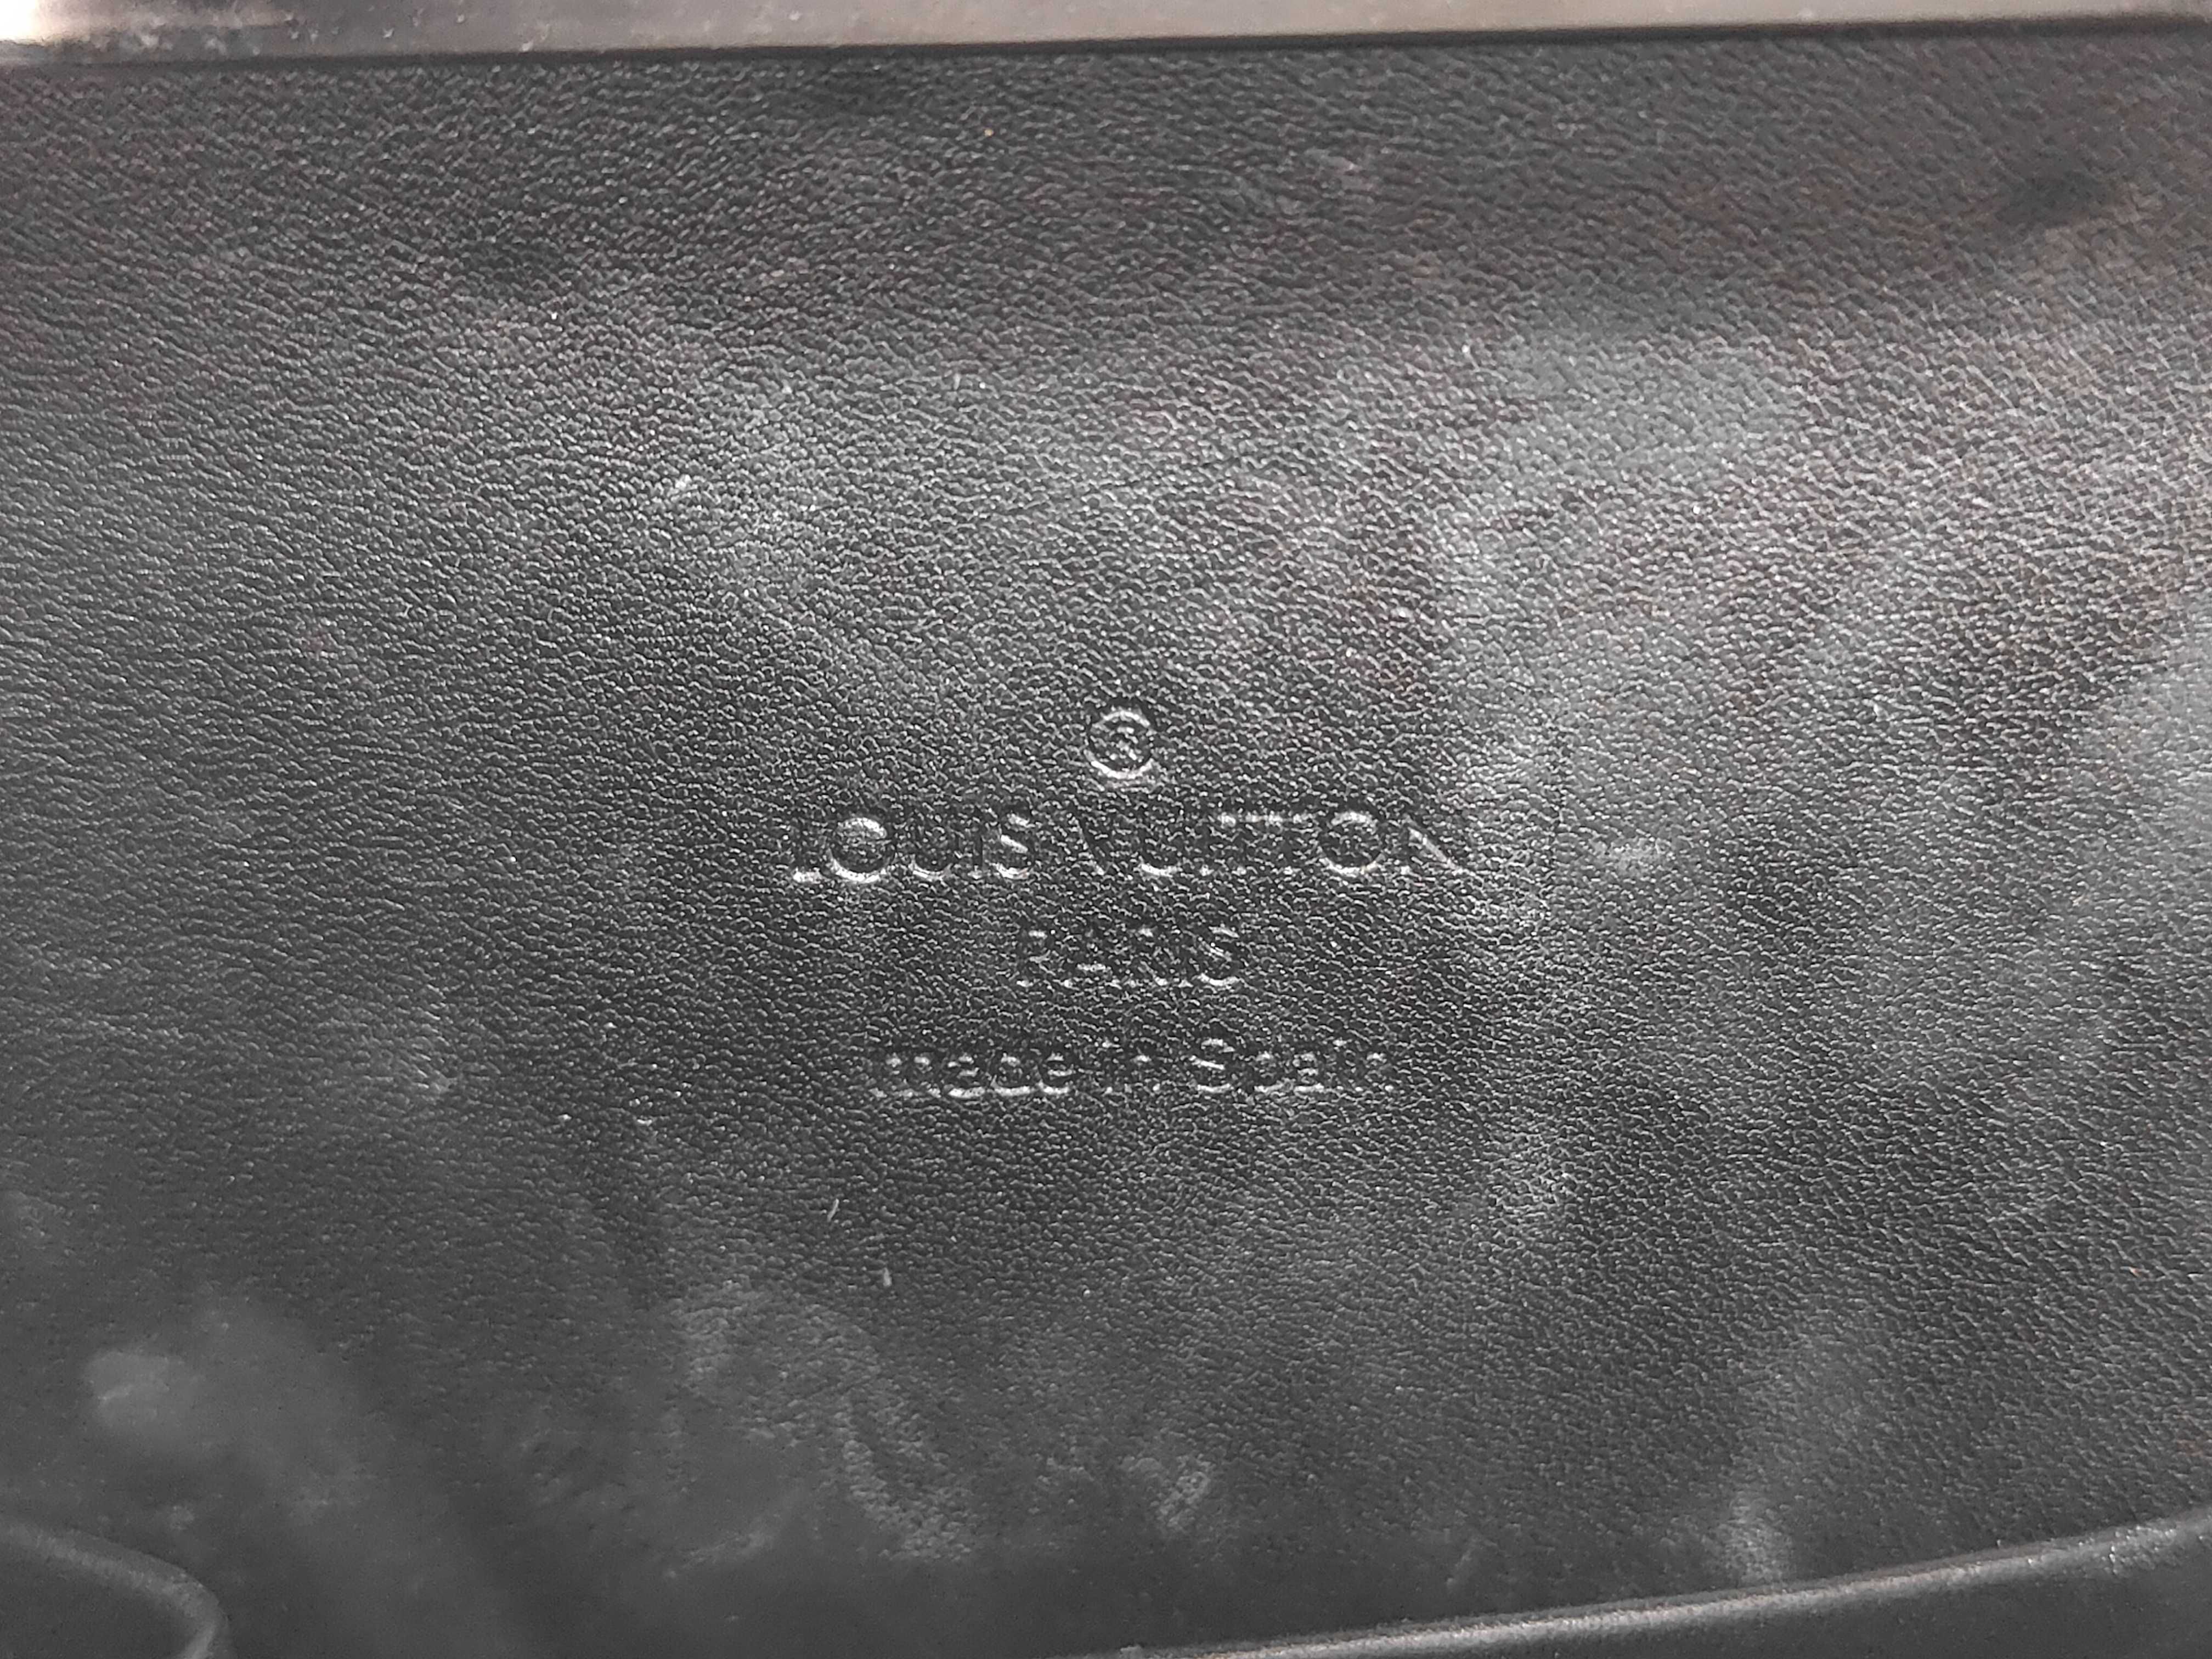 ®
LOUIS VUITTON
PARIS
made in Spain